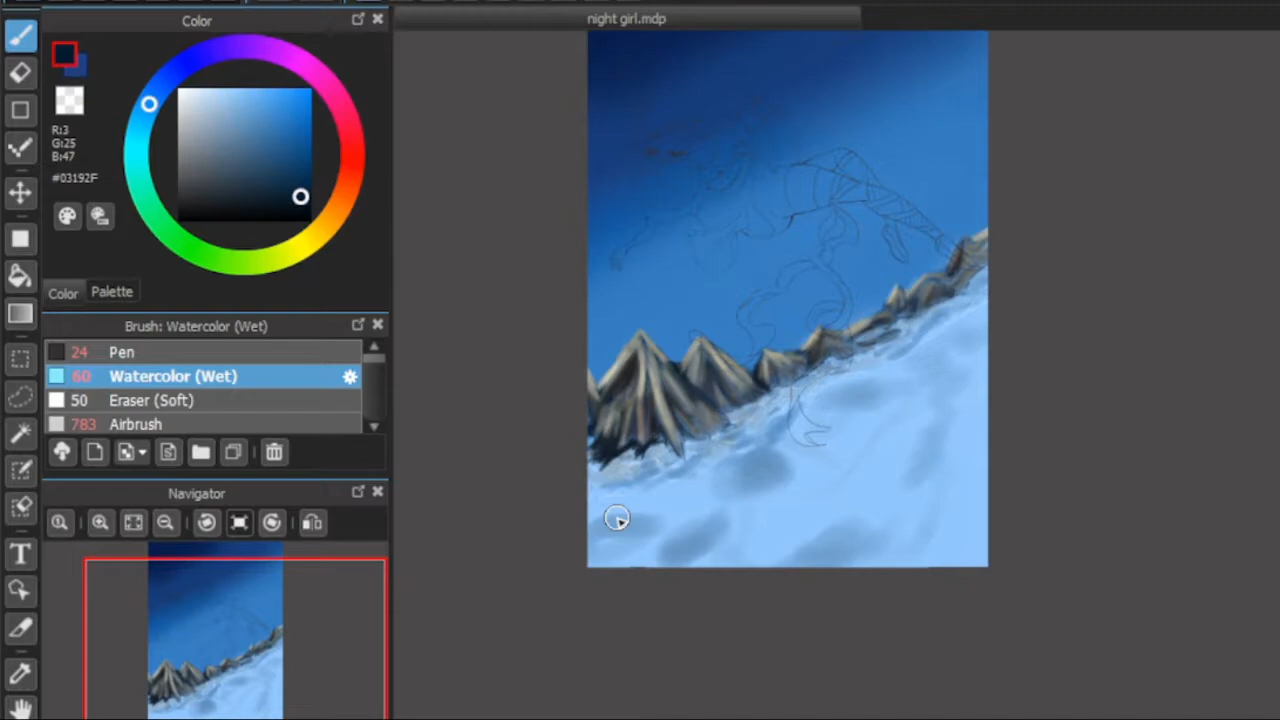 Color
night girl.mdp
R:3
G:25
B:47
#03192F
Color Palette
Brush: Watercolor (Wet)
24 Pen
60 Watercolor (Wet)
50 Eraser (Soft)
783 Airbrush
Navigator
T